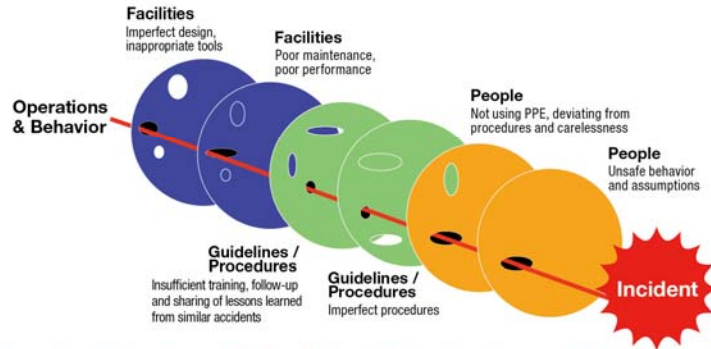 Facilities
Imperfect design,
inappropriate tools
Facilities
Poor maintenance,
poor performance
Operations
& Behavior
People
Not using PPE, deviating from
procedures and carelessness
People
Unsafe behavior
and assumptions
Guidelines /
Procedures
Insufficient training, follow-up
and sharing of lessons learned
from similar accidents
Guidelines /
Procedures
Imperfect procedures
Incident